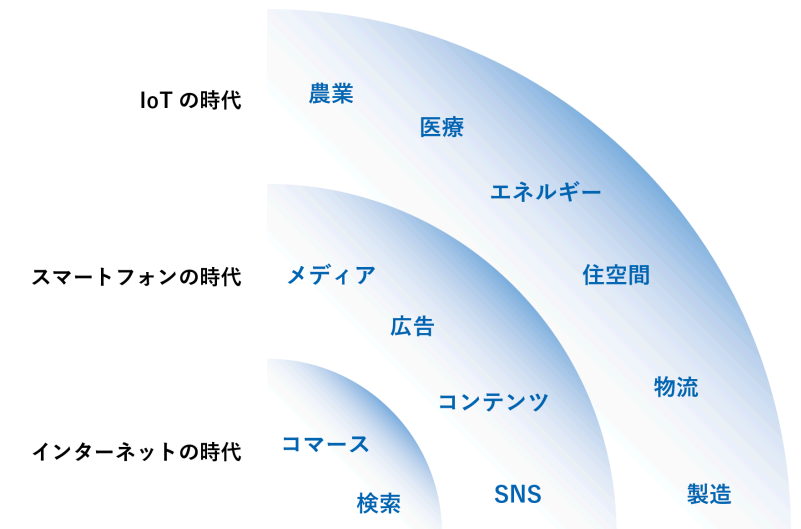 IoT の時代
農業
医療
エネルギー
住空間
物流
製造
スマートフォンの時代
メディア
広告
コンテンツ
SNS
インターネットの時代
コマース
検索